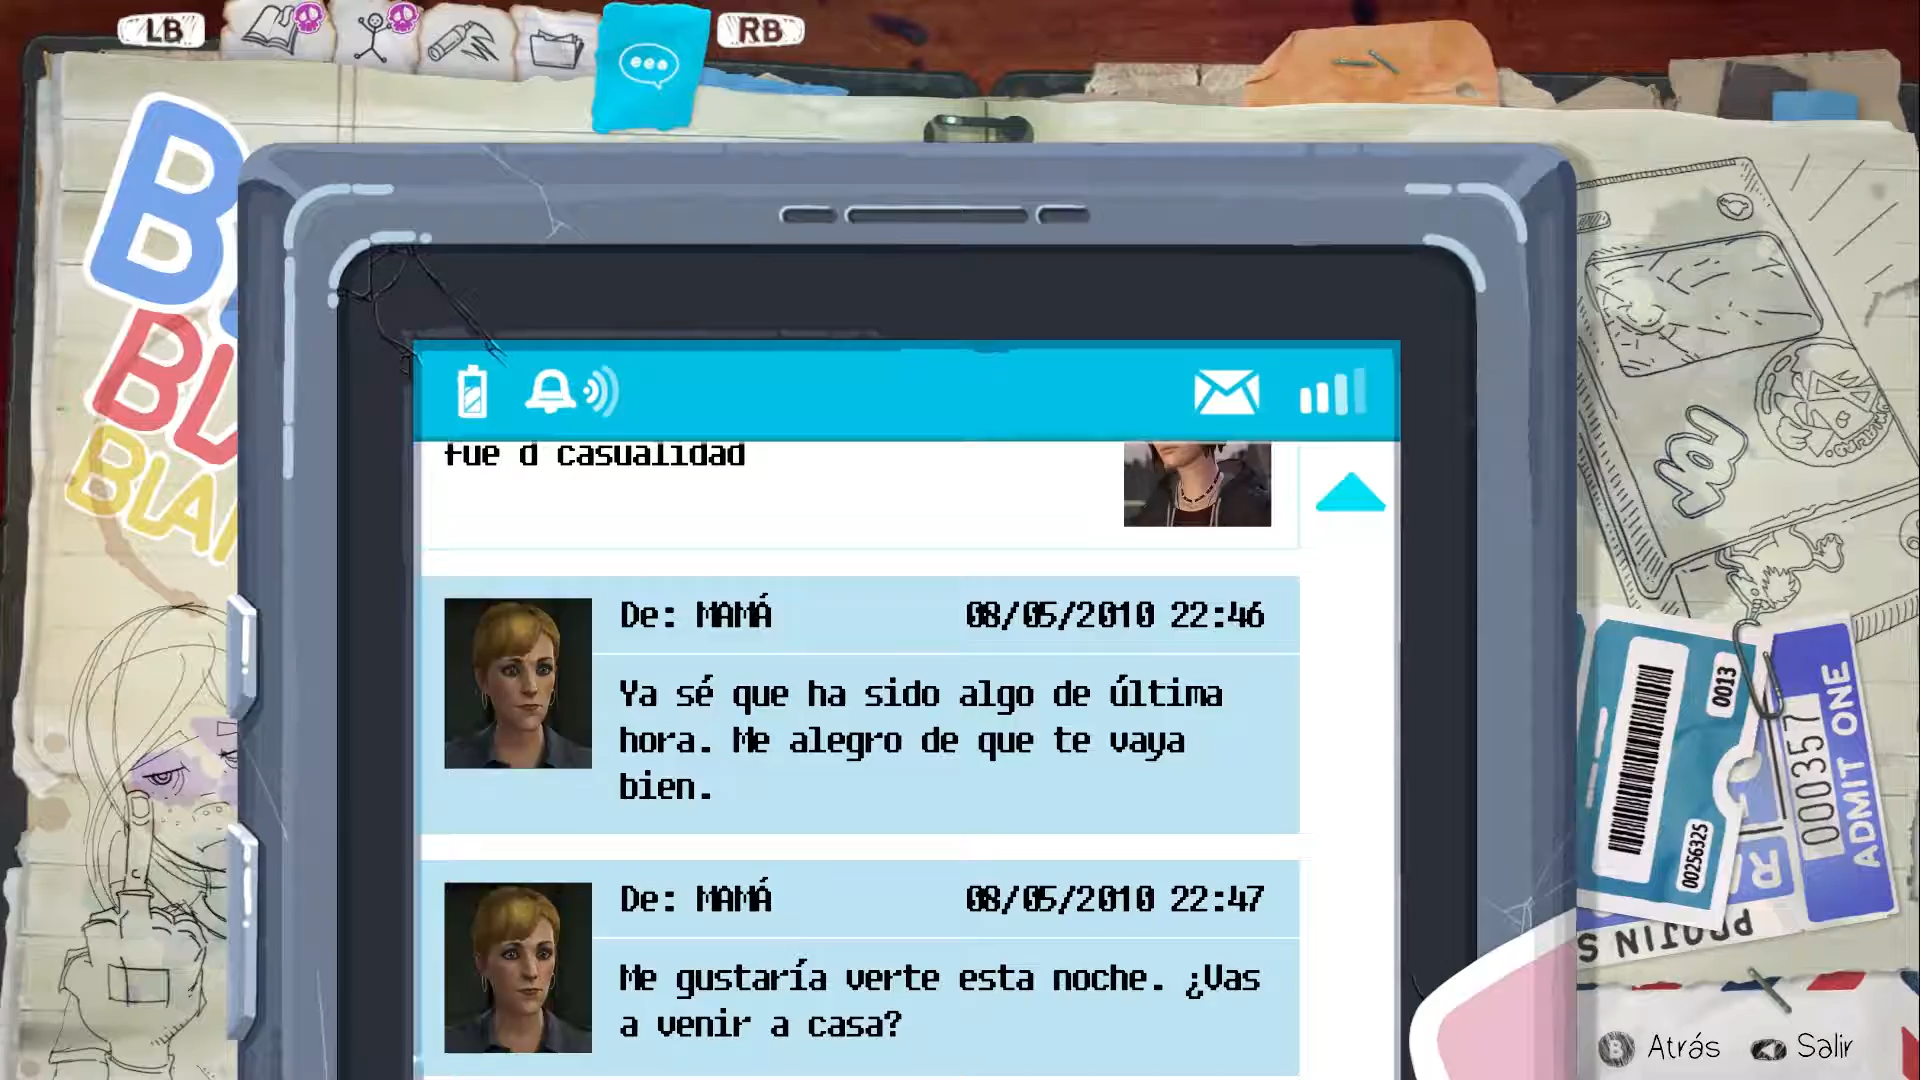 LB
RB
BLA
fue d casualidad
De: MAMÁ 08/05/2010 22:46
Ya sé que ha sido algo de última
hora. Me alegro de que te vaya
bien.
De: MAMÁ 08/05/2010 22:47
Me gustaría verte esta noche. ¿Vas
a venir a casa?
0013
00256325
000357
ADMIT ONE
B Atrás
Salir